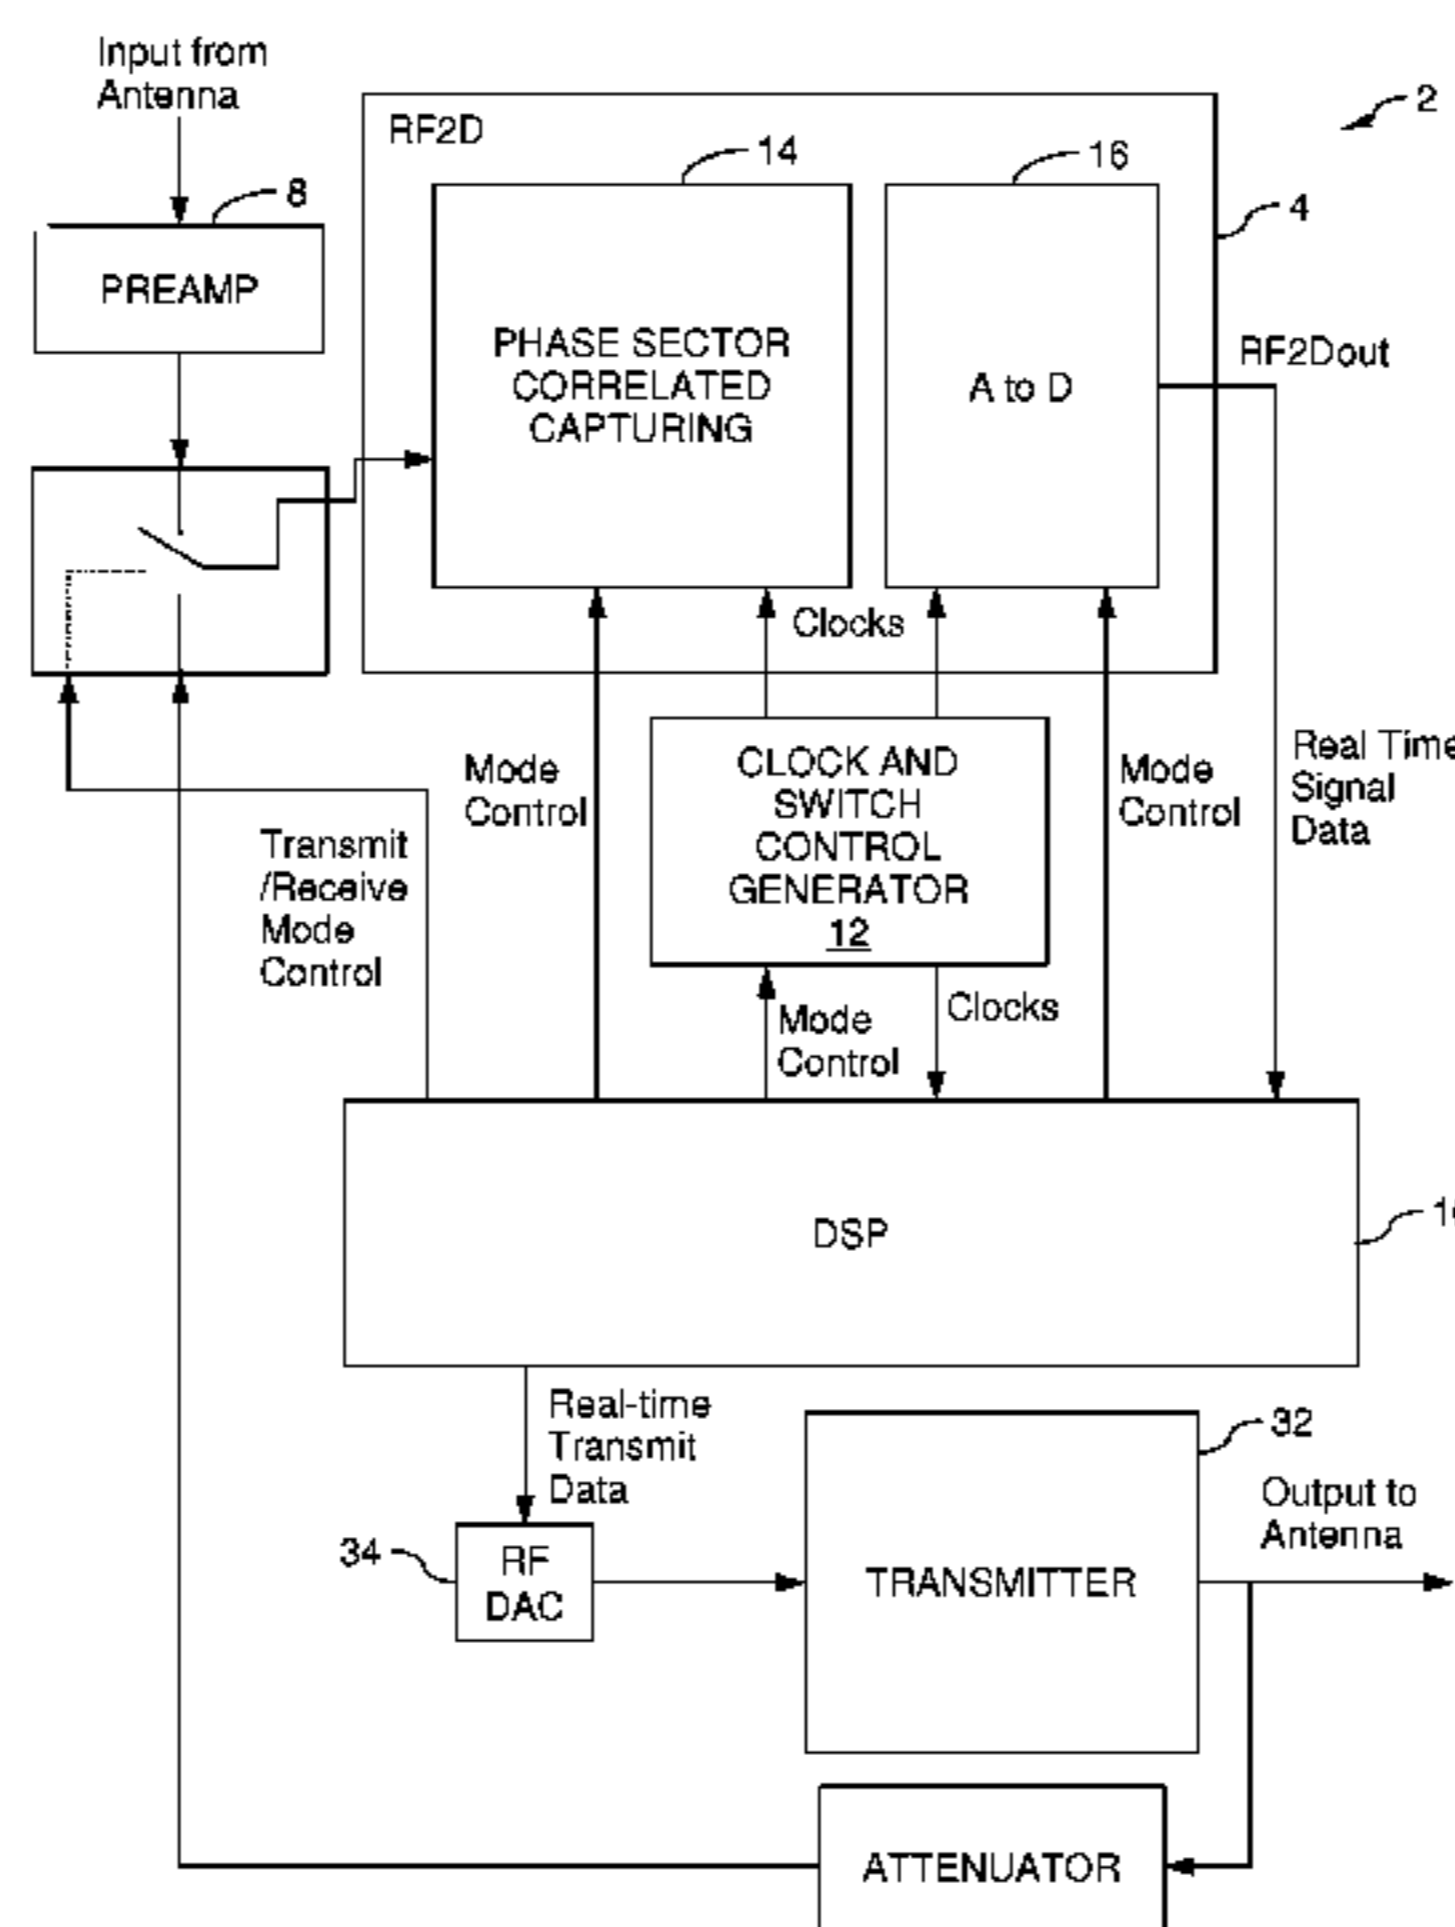 Input from
Antenna
2
RF2D
14
16
8
4
PREAMP
PHASE SECTOR
CORRELATED
CAPTURING
A to D
RF2Dout
Clocks
Mode
Control
CLOCK AND
SWITCH
CONTROL
GENERATOR
12
Mode
Control
Real Time
Signal
Data
Transmit
/Receive
Mode
Control
Mode
Control
Clocks
DSP
Real-time
Transmit
Data
32
Output to
Antenna
34
RF
DAC
TRANSMITTER
ATTENUATOR